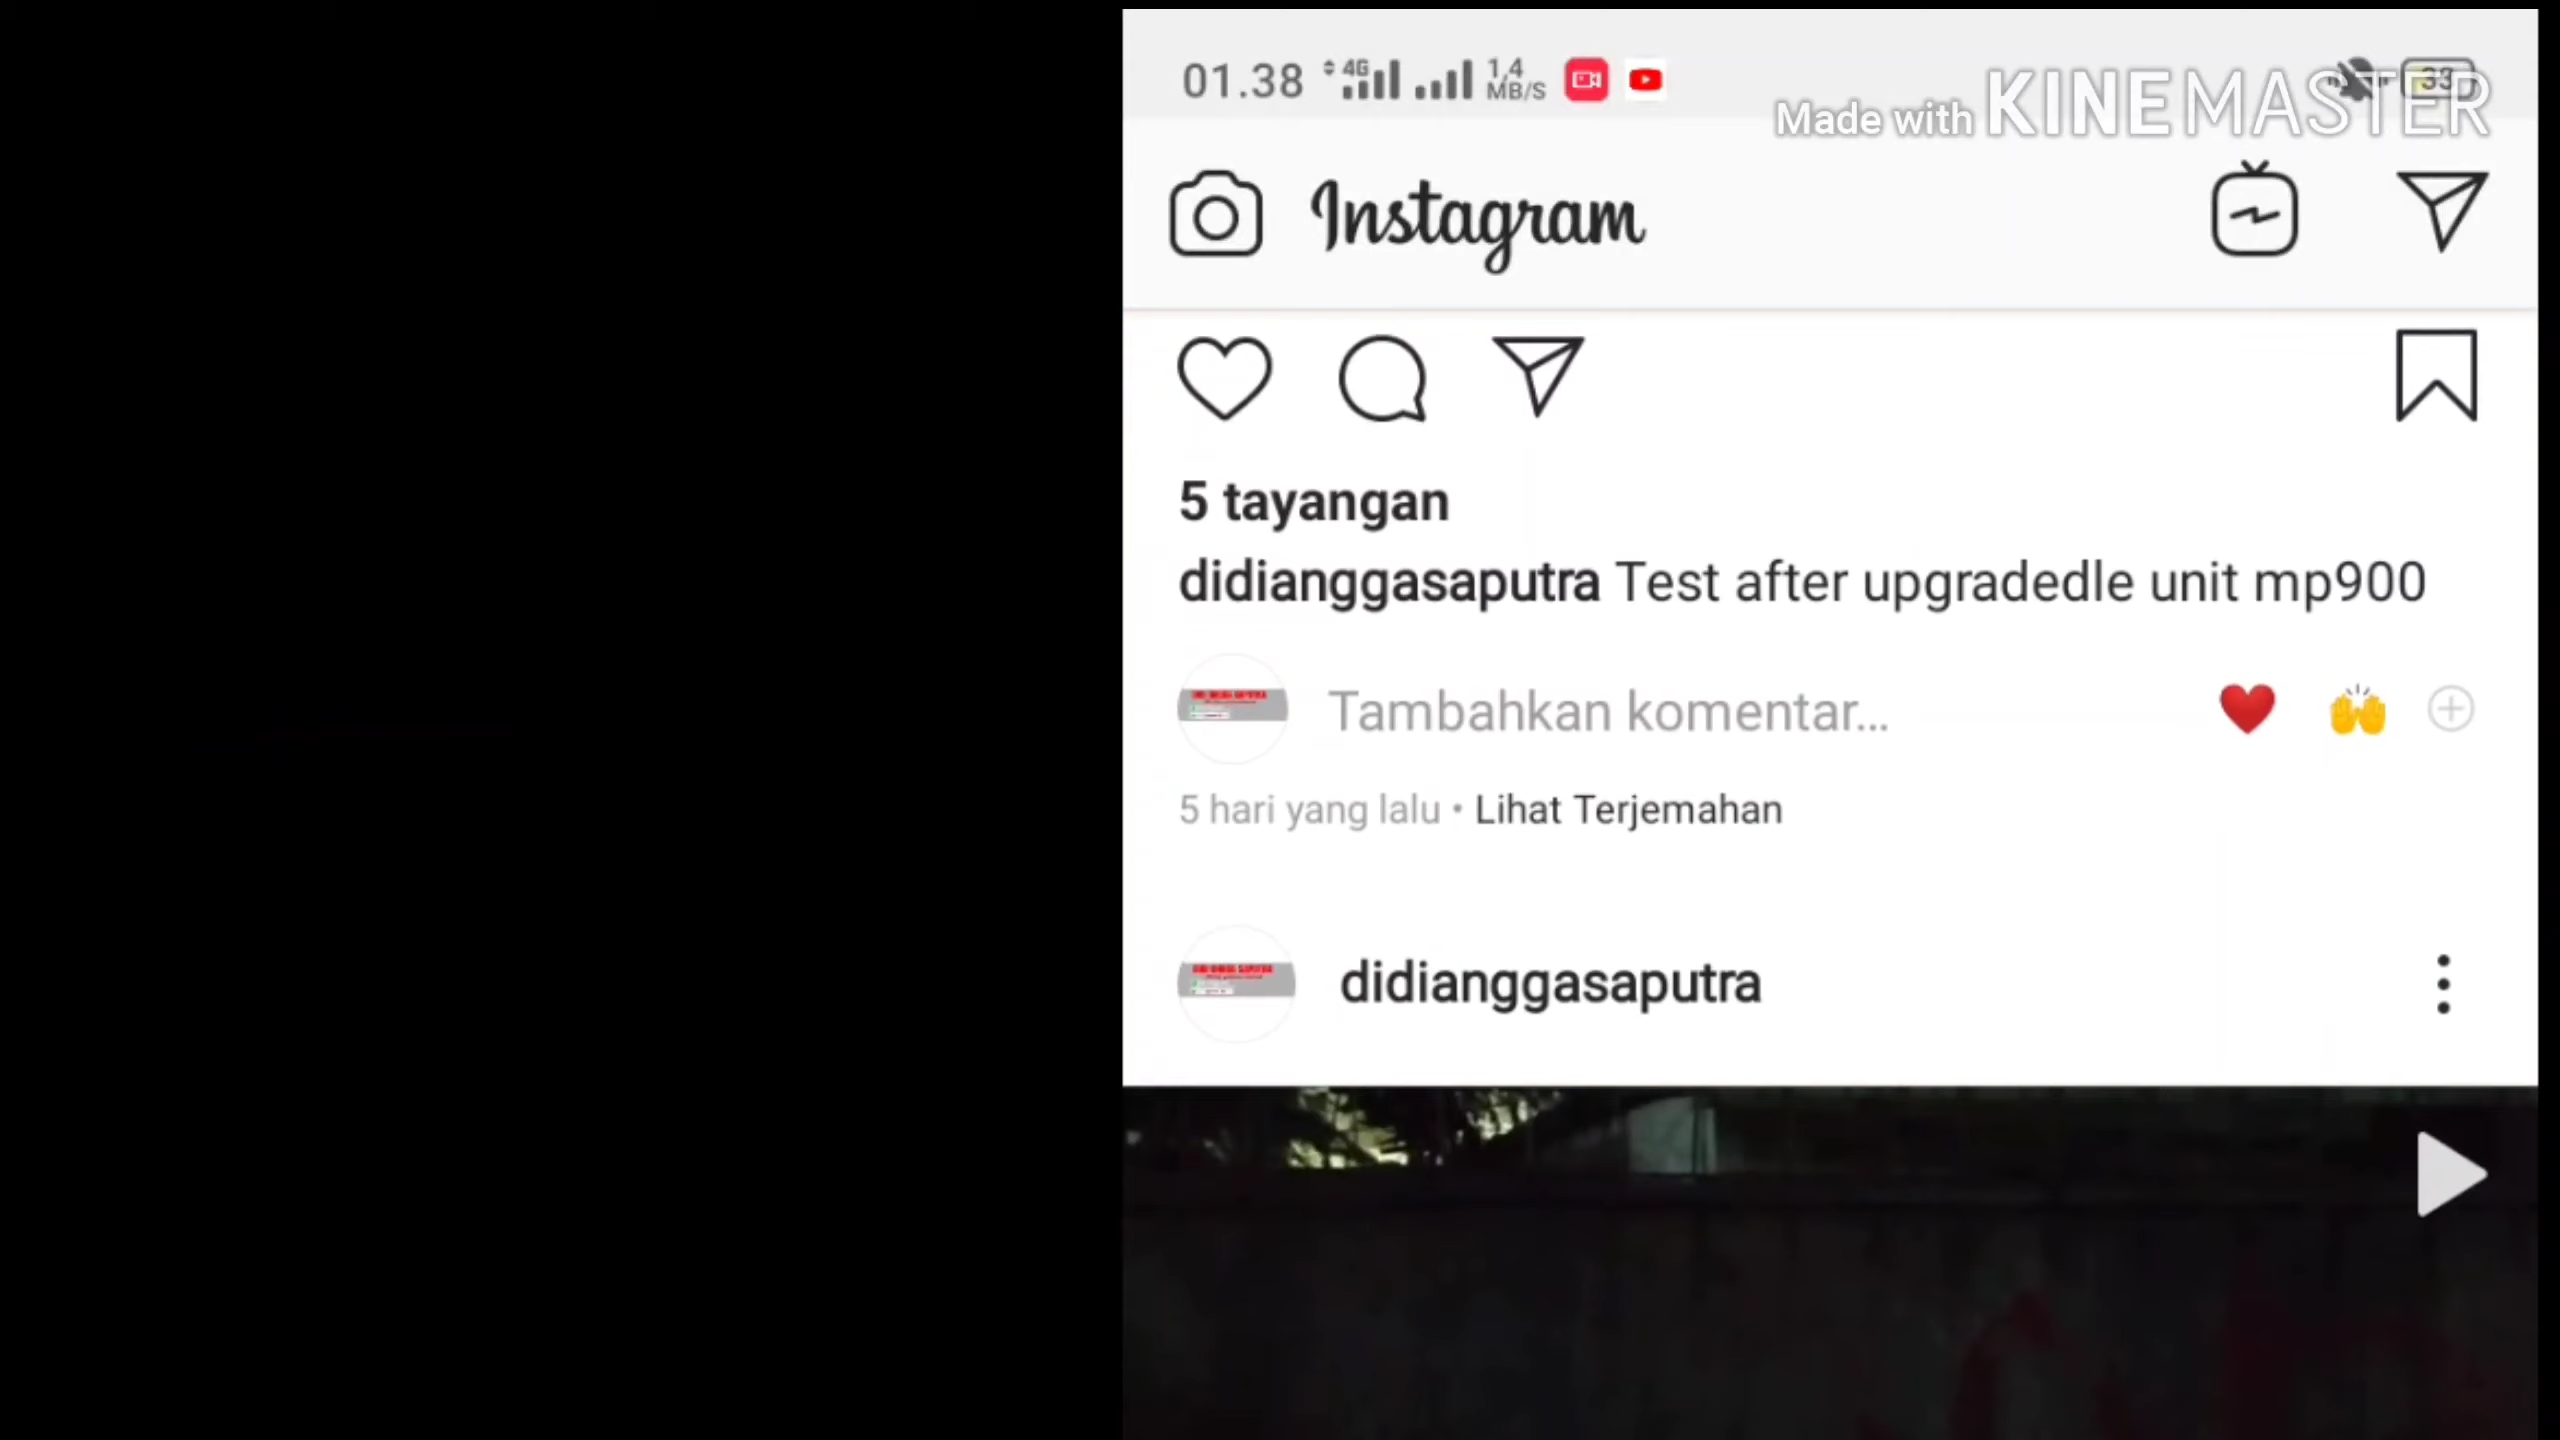 01.38 4G 1,4 MB/S 33
Made with KINEMASTER
Instagram
5 tayangan
didianggasaputra Test after upgradedle unit mp900
Tambahkan komentar...
5 hari yang lalu • Lihat Terjemahan
didianggasaputra